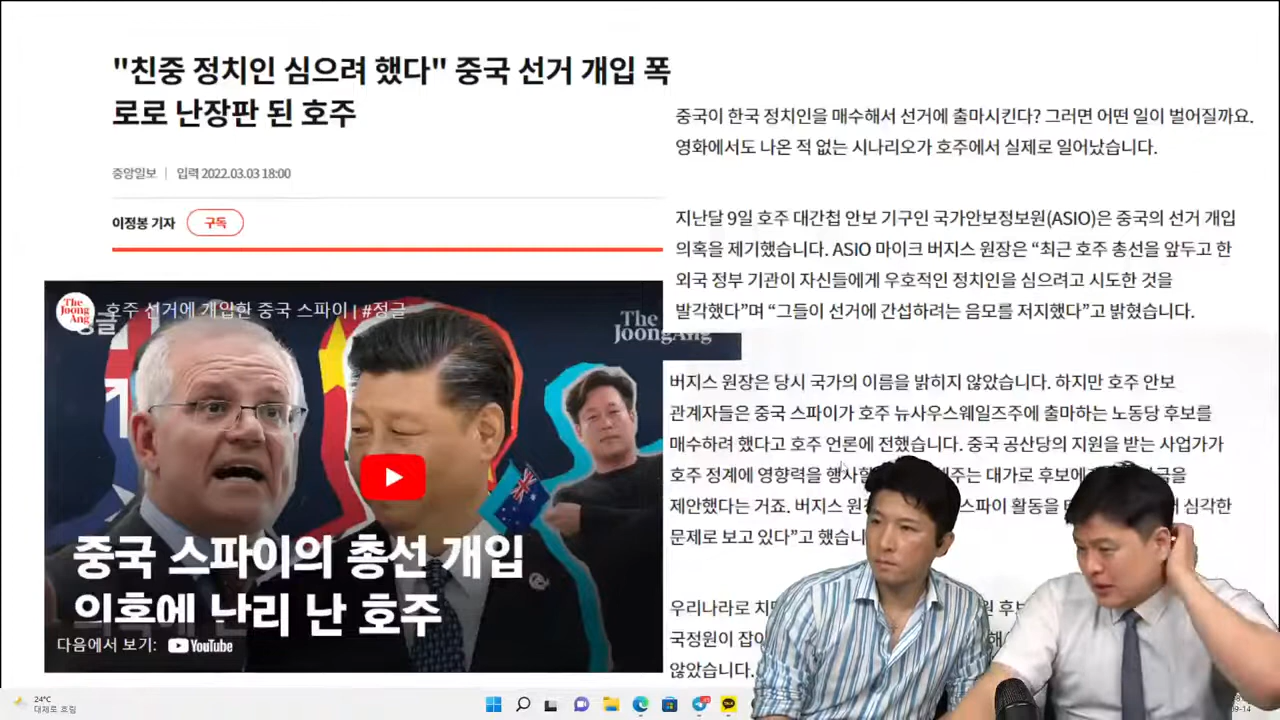 "친중 정치인 심으려 했다" 중국 선거 개입 폭
로로 난장판 된 호주
중앙일보 | 입력 2022.03.03 18:00
이정봉 기자 구독
The JoongAng
호주 선거에 개입한 중국 스파이 | #정글
The JoongAng
중국 스파이의 총선 개입
의혹에 난리 난 호주
다음에서 보기: YouTube
중국이 한국 정치인을 매수해서 선거에 출마시킨다? 그러면 어떤 일이 벌어질까요.
영화에서도 나온 적 없는 시나리오가 호주에서 실제로 일어났습니다.
지난달 9일 호주 대간첩 안보 기구인 국가안보정보원(ASIO)은 중국의 선거 개입
의혹을 제기했습니다. ASIO 마이크 버지스 원장은 “최근 호주 총선을 앞두고 한
외국 정부 기관이 자신들에게 우호적인 정치인을 심으려고 시도한 것을
발각했다”며 “그들이 선거에 간섭하려는 음모를 저지했다”고 밝혔습니다.
버지스 원장은 당시 국가의 이름을 밝히지 않았습니다. 하지만 호주 안보
관계자들은 중국 스파이가 호주 뉴사우스웨일즈주에 출마하는 노동당 후보를
매수하려 했다고 호주 언론에 전했습니다. 중국 공산당의 지원을 받는 사업가가
호주 정계에 영향력을 행사할 주는 대가로 후보에
제안했다는 거죠. 버지스 스파이 활동을 심각한
문제로 보고 있다”고 했습니
우리나라로 후보
국정원이
않았습니다.
24°C
대체로 흐림